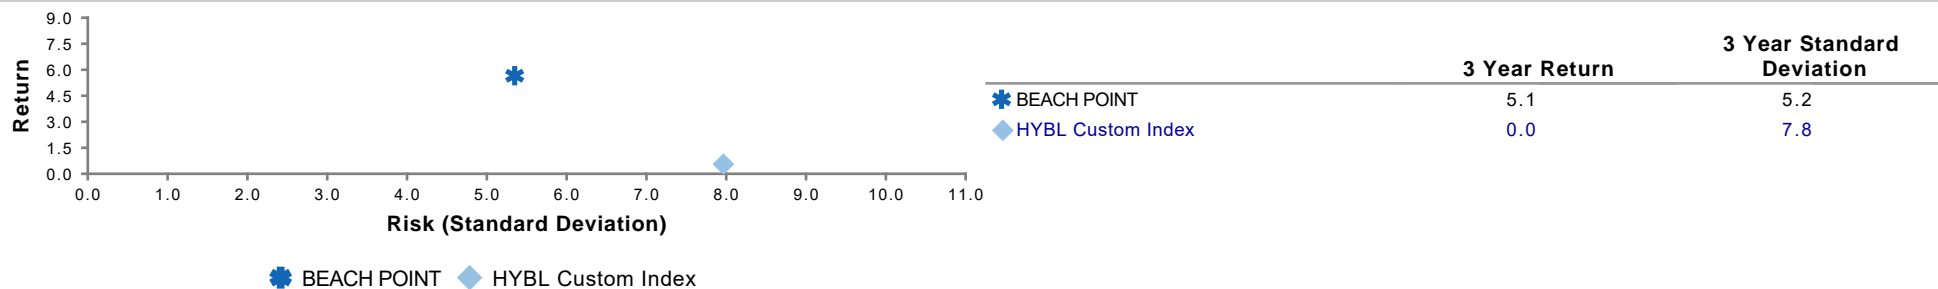 9.0
7.5
6.0
4.5
3.0
1.5
0.0
Return
0.0 1.0 2.0 3.0 4.0 5.0 6.0 7.0 8.0 9.0 10.0 11.0
Risk (Standard Deviation)
BEACH POINT HYBL Custom Index
3 Year Return 3 Year Standard
Deviation
BEACH POINT 5.1 5.2
HYBL Custom Index 0.0 7.8